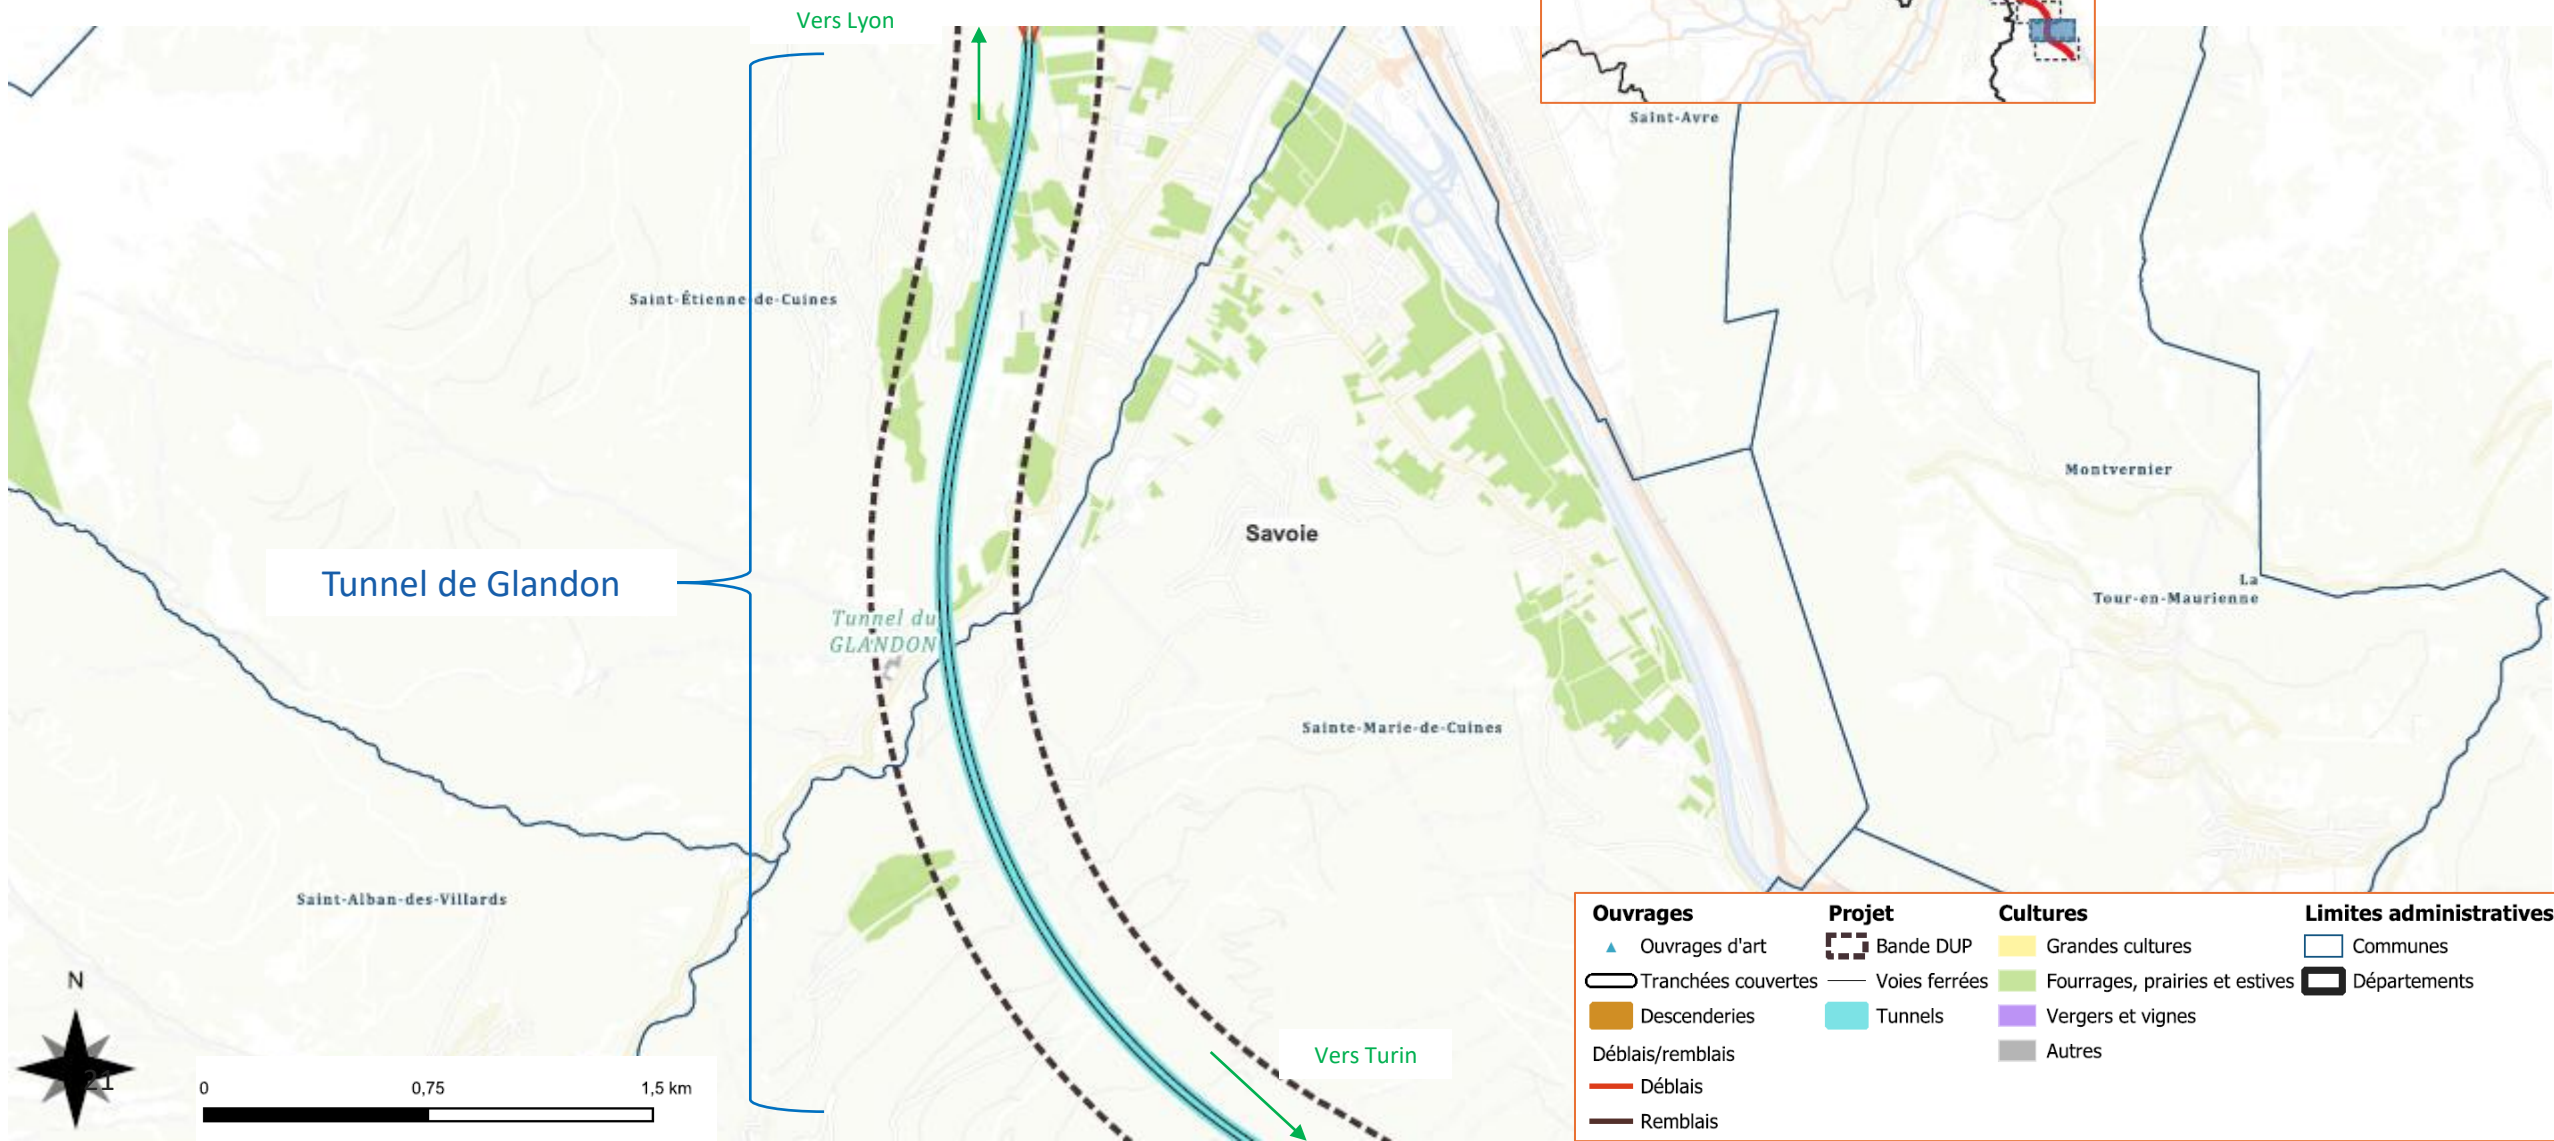 Vers Lyon
Saint-Avre
Saint-Étienne-de-Cuines
Montvernier
Savoie
Tunnel de Glandon
La
Tour-en-Maurienne
Tunnel du
GLANDON
Sainte-Marie-de-Cuines
Saint-Alban-des-Villards
Vers Turin
N
21
0 0,75 1,5 km
Ouvrages
Ouvrages d'art
Tranchées couvertes
Descenderies
Déblais/remblais
Déblais
Remblais
Projet
Bande DUP
Voies ferrées
Tunnels
Cultures
Grandes cultures
Fourrages, prairies et estives
Vergers et vignes
Autres
Limites administratives
Communes
Départements